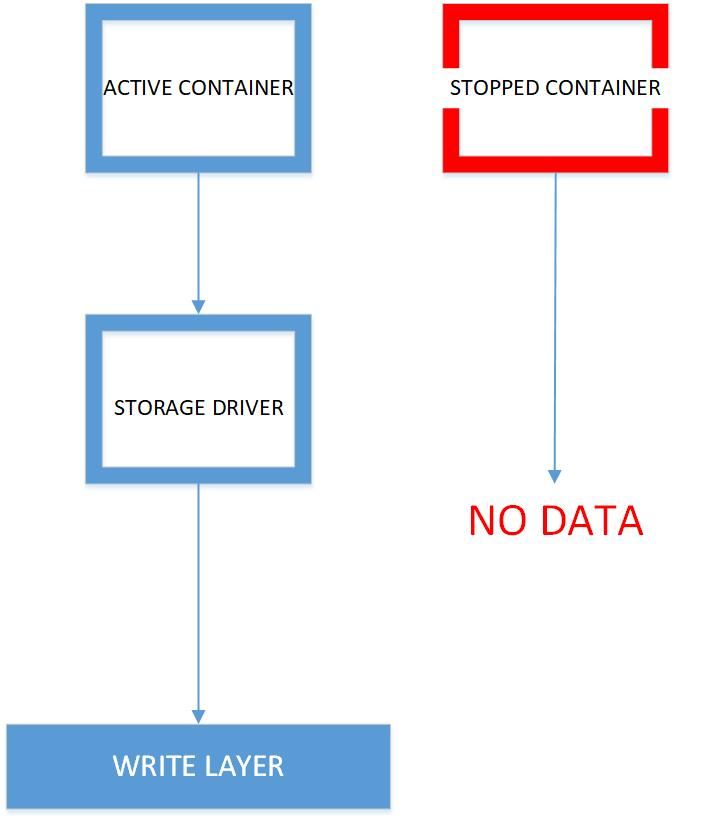 ACTIVE CONTAINER
STOPPED CONTAINER
STORAGE DRIVER
NO DATA
WRITE LAYER